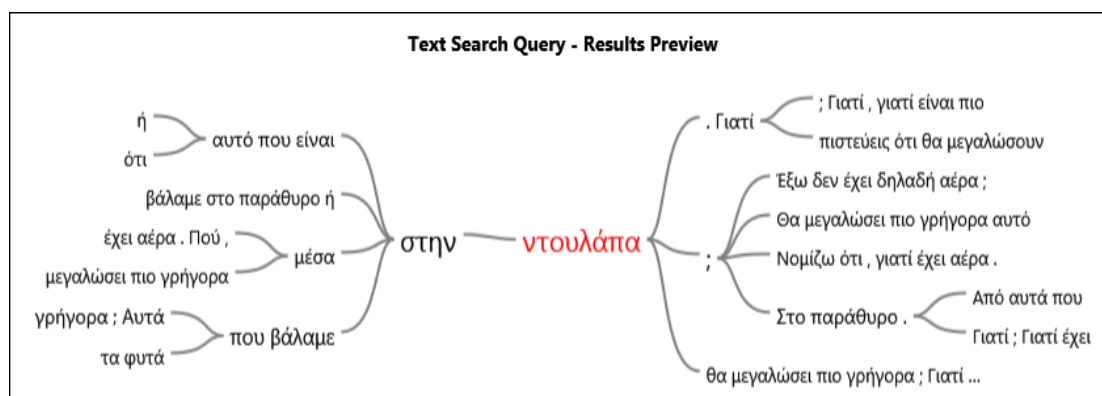 Text Search Query - Results Preview
ή
ότι
αυτό που είναι
βάλαμε στο παράθυρο ή
έχει αέρα . Πού ,
μεγαλώσει πιο γρήγορα
μέσα
γρήγορα ; Αυτά
τα φυτά
που βάλαμε
στην
ντουλάπα
. Γιατί
; Γιατί , γιατί είναι πιο
πιστεύεις ότι θα μεγαλώσουν
;
Έξω δεν έχει δηλαδή αέρα ;
Θα μεγαλώσει πιο γρήγορα αυτό
Νομίζω ότι , γιατί έχει αέρα .
Στο παράθυρο .
Από αυτά που
Γιατί ; Γιατί έχει
θα μεγαλώσει πιο γρήγορα ; Γιατί ...